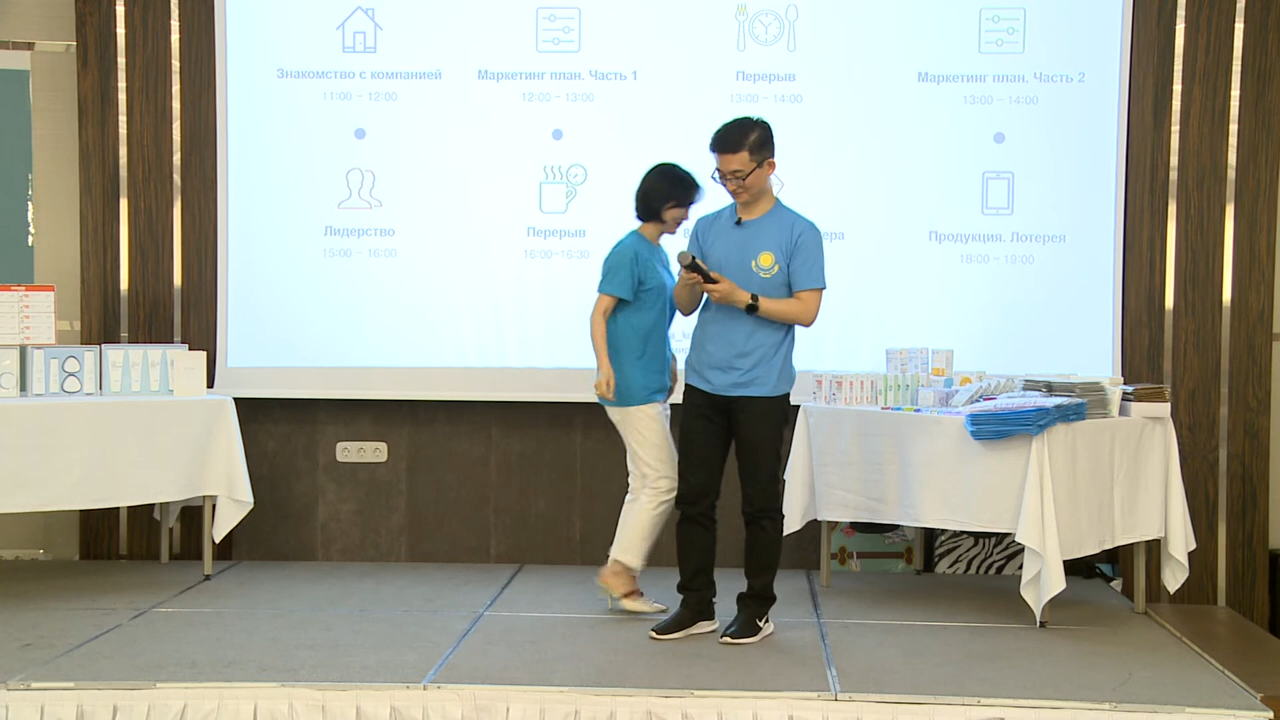 Знакомство с компанией
11:00 - 12:00
Маркетинг план. Часть 1
12:00 - 13:00
Перерыв
13:00 - 14:00
Маркетинг план. Часть 2
13:00 - 14:00
Лидерство
15:00 - 16:00
Перерыв
16:00-16:30
Продукция. Лотерея
18:00 - 19:00